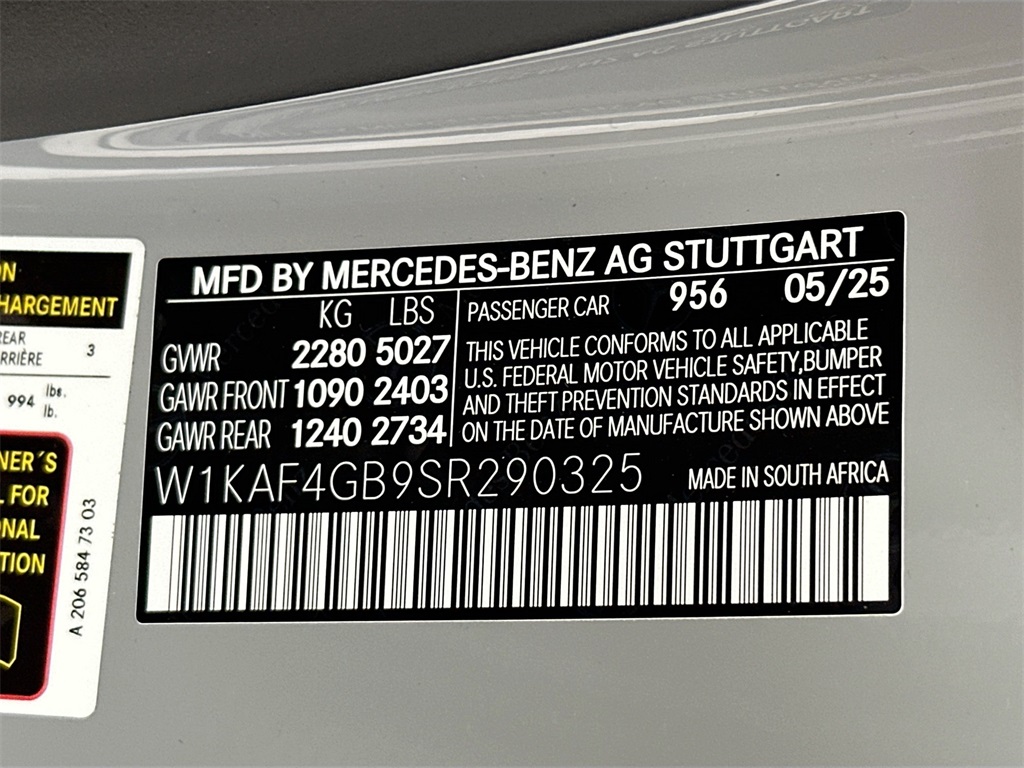 MFD BY MERCEDES-BENZ AG STUTTGART
KG LBS
GVWR 2280 5027
GAWR FRONT 1090 2403
GAWR REAR 1240 2734
PASSENGER CAR 956 05/25
THIS VEHICLE CONFORMS TO ALL APPLICABLE
U.S. FEDERAL MOTOR VEHICLE SAFETY,BUMPER
AND THEFT PREVENTION STANDARDS IN EFFECT
ON THE DATE OF MANUFACTURE SHOWN ABOVE
W1KAF4GB9SR290325
MADE IN SOUTH AFRICA
ON
HARGEMENT
EAR
RRIÈRE 3
994 lbs.
lb.
NER´S
L FOR
ONAL
TION
A 206 584 73 03